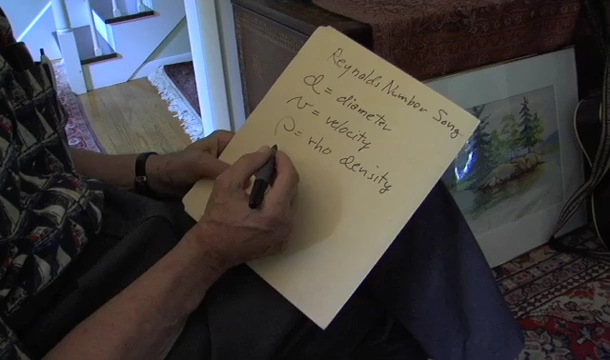 Reynolds Number Song
d = diameter
v = velocity
ρ = rho density